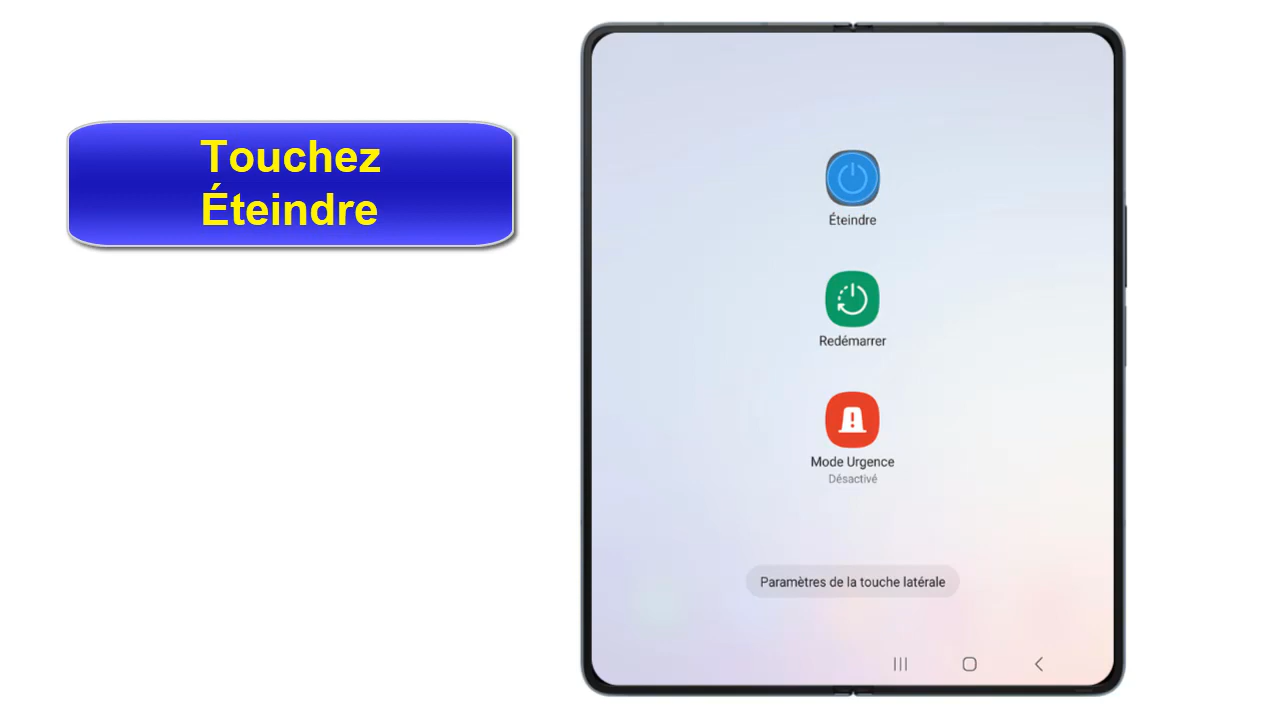 Touchez
Éteindre
Éteindre
Redémarrer
Mode Urgence
Désactivé
Paramètres de la touche latérale